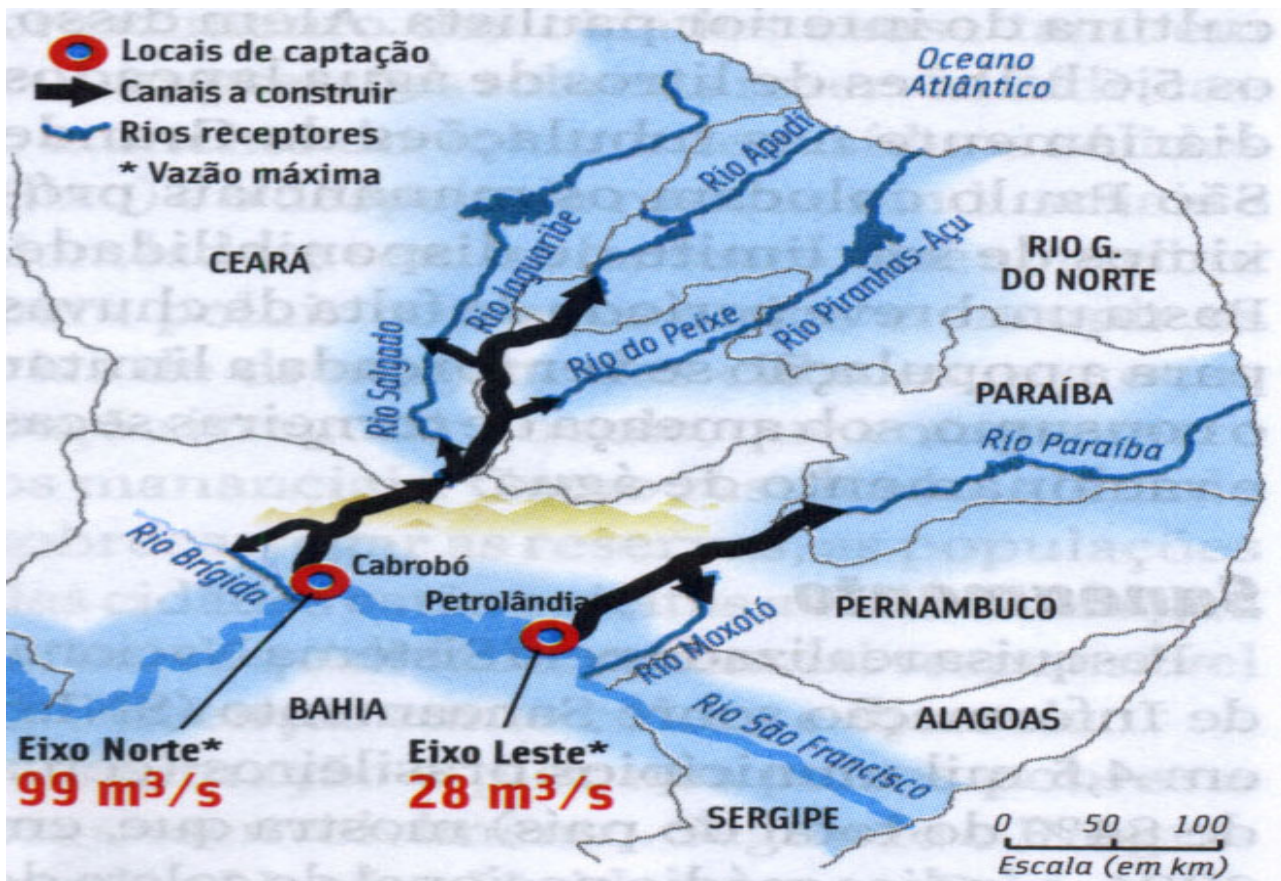 Locais de captação
Canais a construir
Rios receptores
* Vazão máxima
Oceano
Atlântico
Rio Apodi
CEARÁ
Rio Jaguaribe
RIO G.
DO NORTE
Rio Piranhas-Açu
Rio do Peixe
Rio Salgado
PARAÍBA
Rio Paraíba
Rio Brígida
Cabrobó
Petrolândia
PERNAMBUCO
Rio Moxotó
BAHIA
ALAGOAS
Rio São Francisco
Eixo Norte*
99 m³/s
Eixo Leste*
28 m³/s
SERGIPE
0 50 100
Escala (em km)